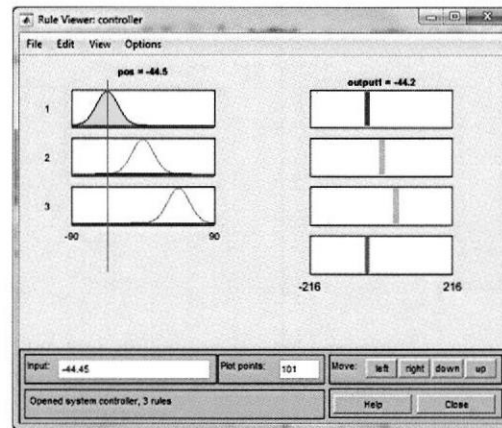 Rule Viewer: controller
File Edit View Options
pos = -44.5
output1 = -44.2
1
2
3
-90 90
-216 216
Input: -44.45 Plot points: 101 Move: left right down up
Opened system controller, 3 rules Help Close